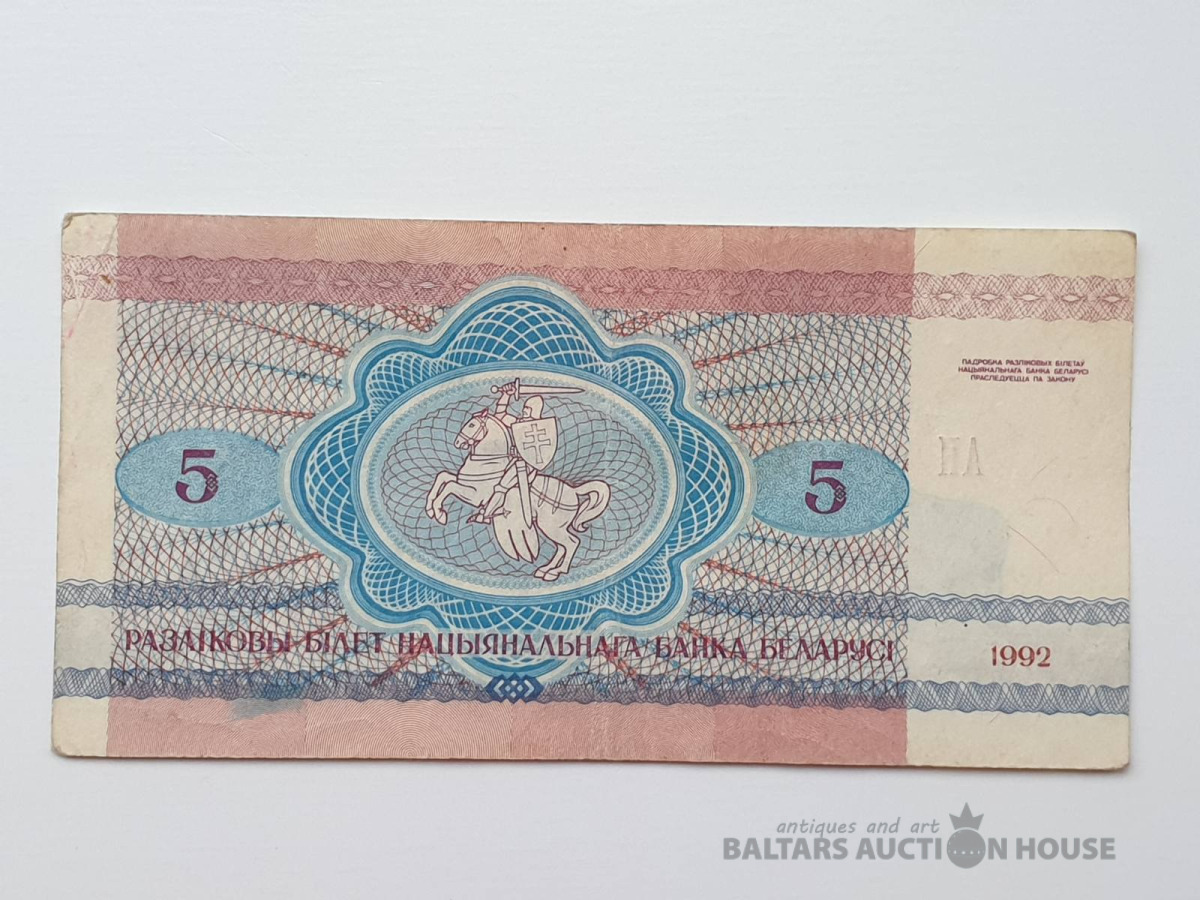 ПАДРОБКА РАЗЛІКОВЫХ БІЛЕТАЎ
НАЦЫЯНАЛЬНАГА БАНКА БЕЛАРУСІ
ПРАСЛЕДУЕЦЦА ПА ЗАКОНУ
5
5
РАЗЛІКОВЫ БІЛЕТ НАЦЫЯНАЛЬНАГА БАНКА БЕЛАРУСІ
1992
antiques and art
BALTARS AUCTION HOUSE